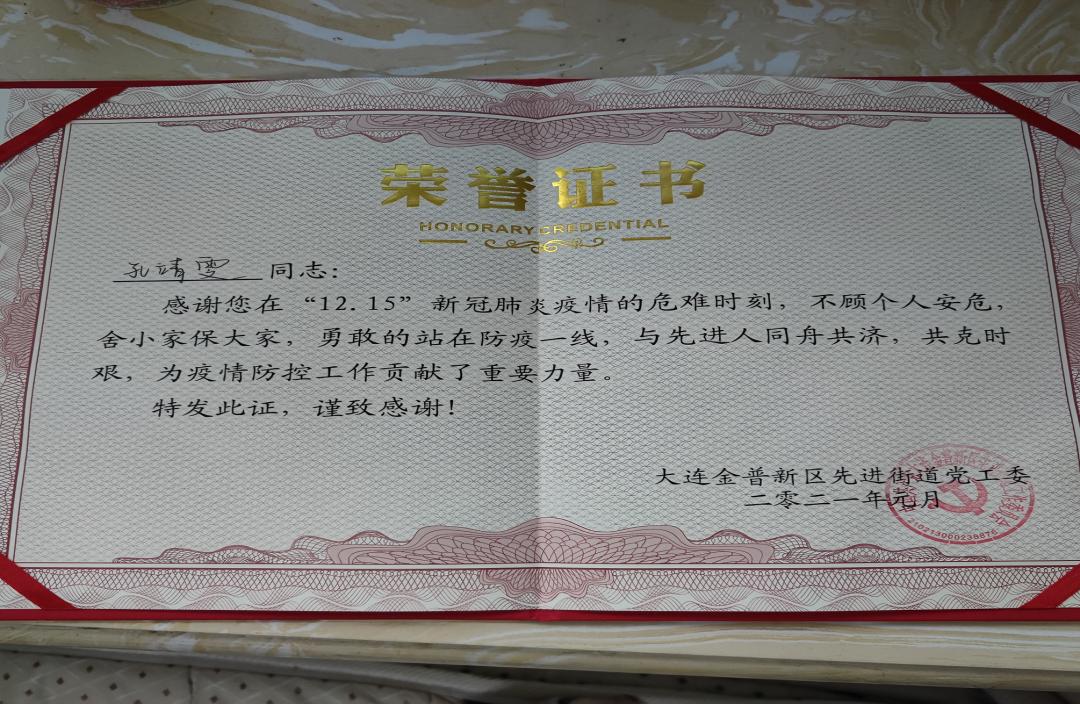 荣誉证书
HONORARY CREDENTIAL
孔靖雯 同志：
感谢您在“12.15”新冠肺炎疫情的危难时刻，不顾个人安危，
舍小家保大家，勇敢的站在防疫一线，与先进人同舟共济，共克时
艰，为疫情防控工作贡献了重要力量。
特发此证，谨致感谢！
大连金普新区先进街道党工委
二零二一年元月